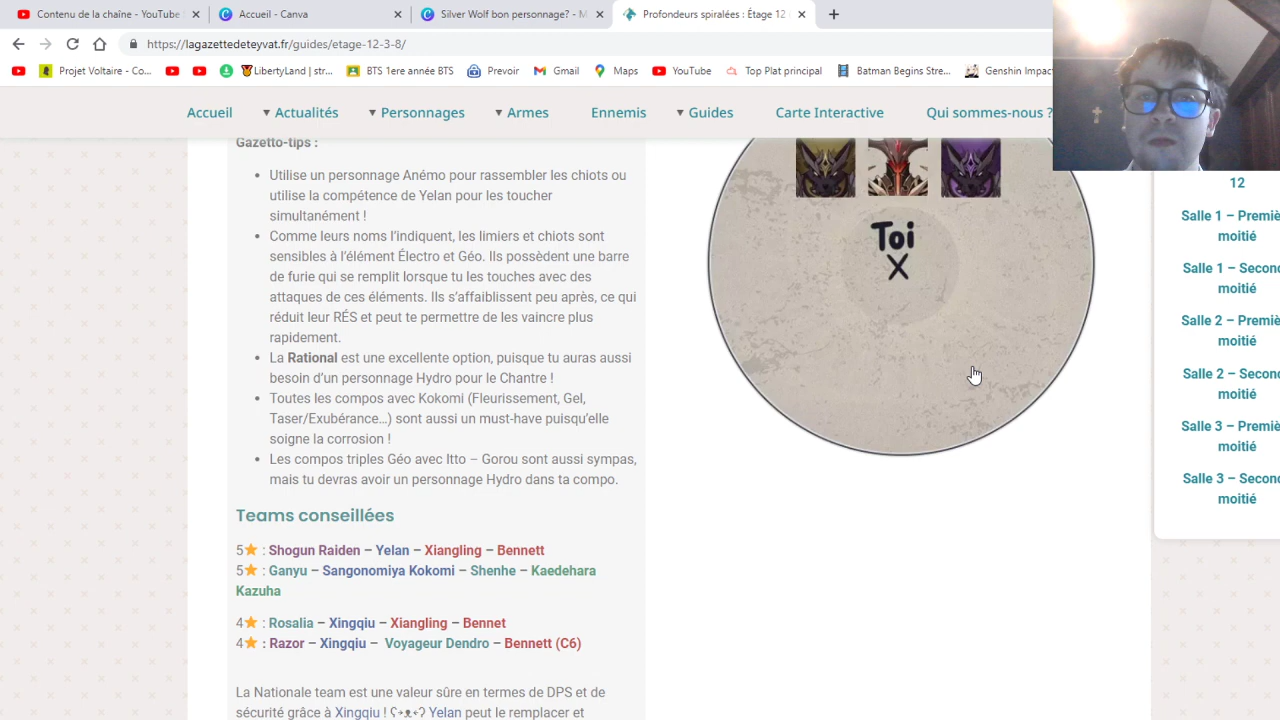 Contenu de la chaîne - YouTube
Accueil - Canva
Silver Wolf bon personnage? - M
Profondeurs spiralées : Étage 12
https://lagazettedeteyvat.fr/guides/etage-12-3-8/
Projet Voltaire - Co...
LibertyLand | str...
BTS 1ere année BTS
Prevoir
Gmail
Maps
YouTube
Top Plat principal
Batman Begins Stre...
Genshin Impac
Accueil
Actualités
Personnages
Armes
Ennemis
Guides
Carte Interactive
Qui sommes-nous ?
Gazetto-tips :
Utilise un personnage Anémo pour rassembler les chiots ou
utilise la compétence de Yelan pour les toucher
simultanément !
Comme leurs noms l'indiquent, les limiers et chiots sont
sensibles à l'élément Électro et Géo. Ils possèdent une barre
de furie qui se remplit lorsque tu les touches avec des
attaques de ces éléments. Ils s'affaiblissent peu après, ce qui
réduit leur RÉS et peut te permettre de les vaincre plus
rapidement.
La Rational est une excellente option, puisque tu auras aussi
besoin d'un personnage Hydro pour le Chantre !
Toutes les compos avec Kokomi (Fleurissement, Gel,
Taser/Exubérance...) sont aussi un must-have puisqu'elle
soigne la corrosion !
Les compos triples Géo avec Itto – Gorou sont aussi sympas,
mais tu devras avoir un personnage Hydro dans ta compo.
Teams conseillées
5⭐ : Shogun Raiden – Yelan – Xiangling – Bennett
5⭐ : Ganyu – Sangonomiya Kokomi – Shenhe – Kaedehara
Kazuha
4⭐ : Rosalia – Xingqiu – Xiangling – Bennet
4⭐ : Razor – Xingqiu – Voyageur Dendro – Bennett (C6)
La Nationale team est une valeur sûre en termes de DPS et de
sécurité grâce à Xingqiu ! Yelan peut le remplacer et
Toi
X
12
Salle 1 – Premiè
moitié
Salle 1 – Second
moitié
Salle 2 – Premiè
moitié
Salle 2 – Second
moitié
Salle 3 – Premiè
moitié
Salle 3 – Second
moitié